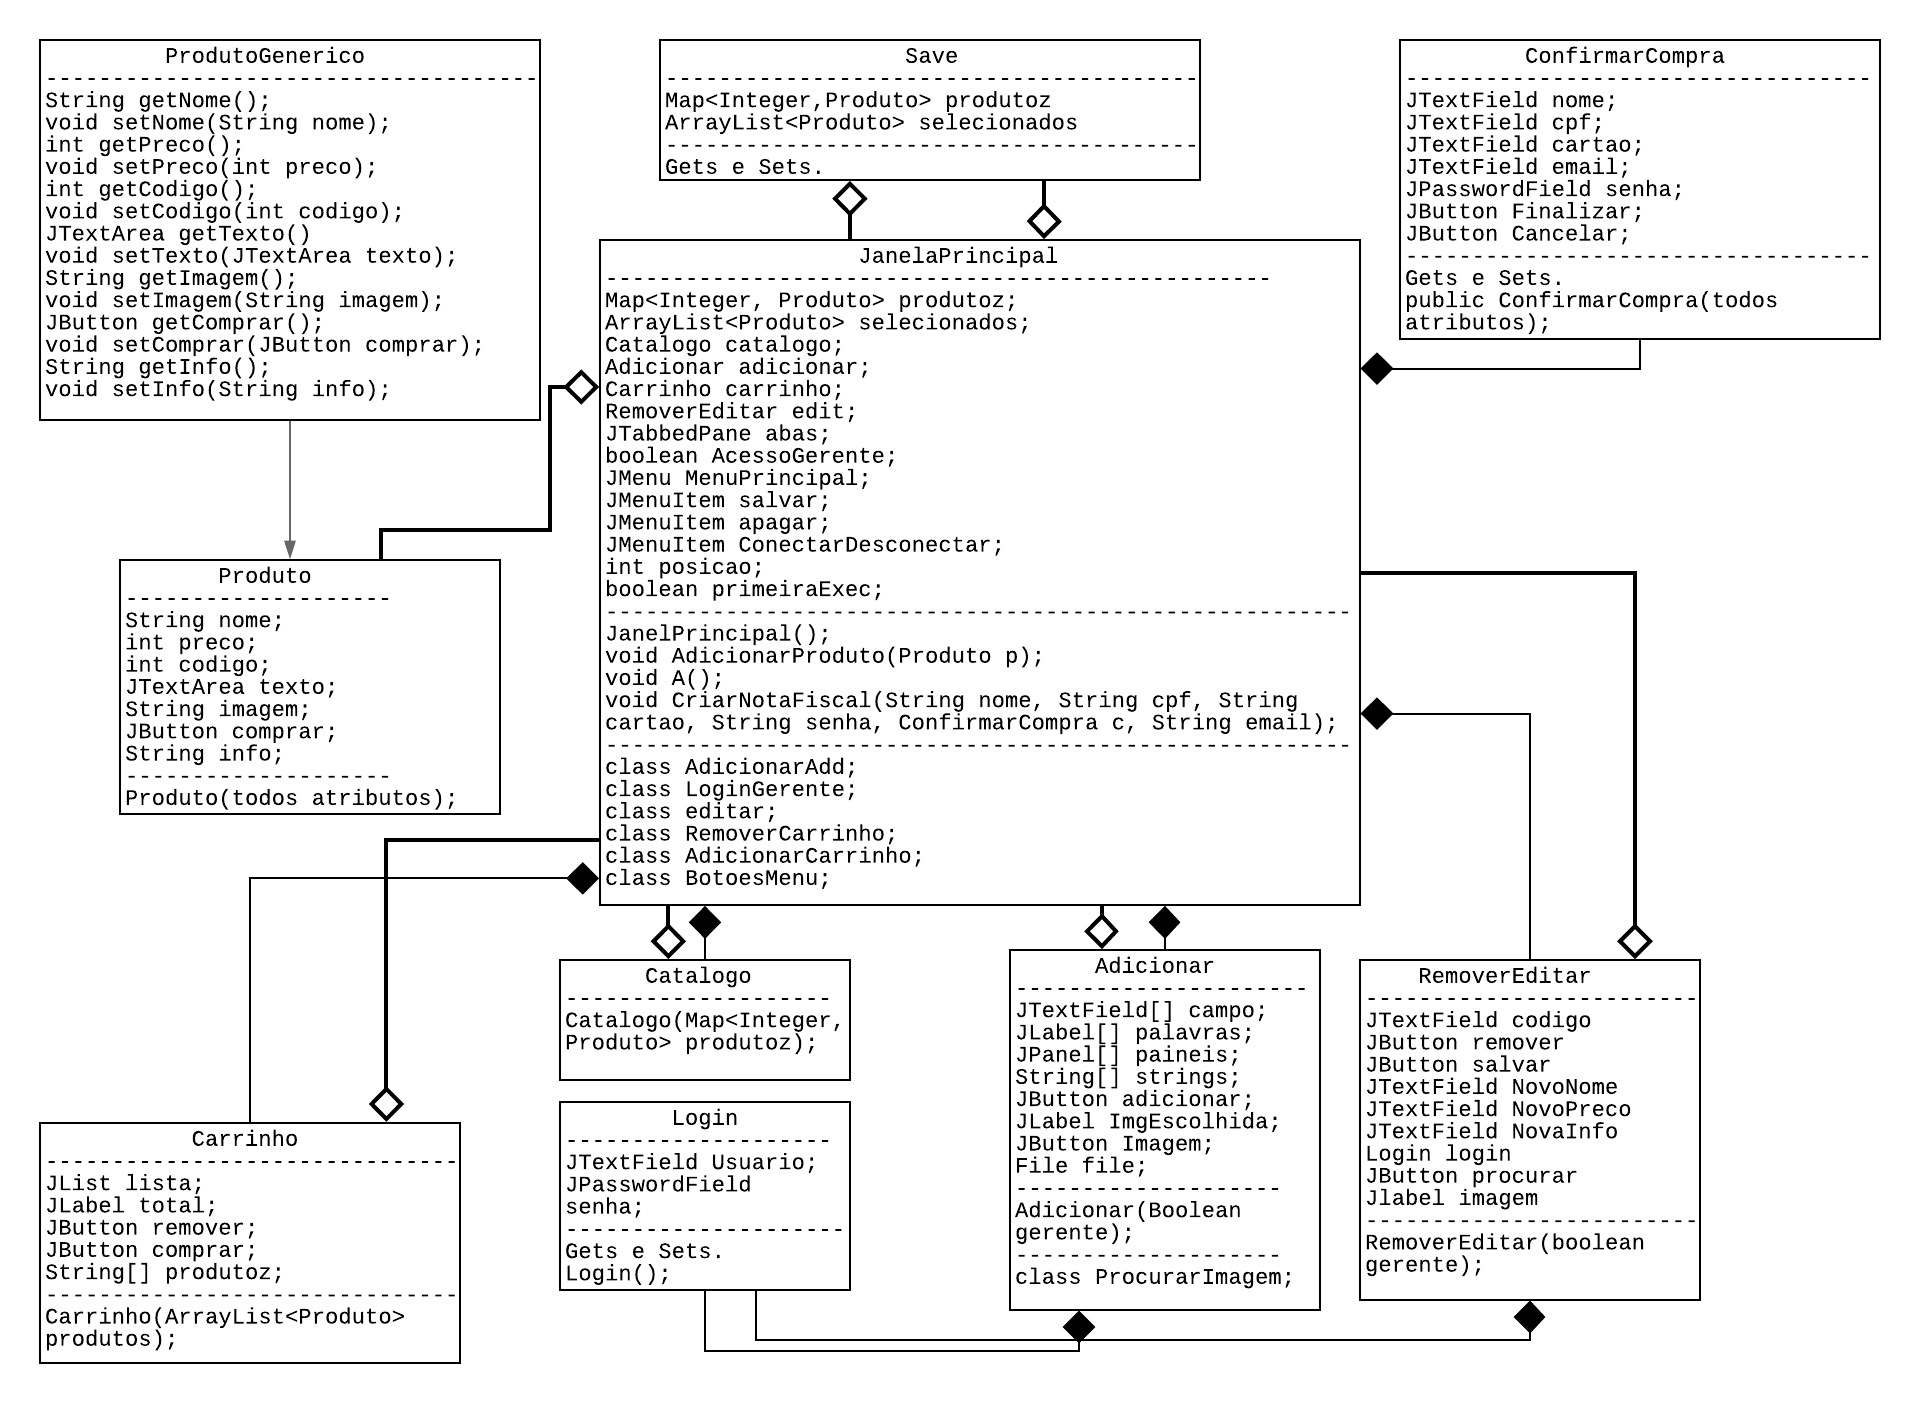 ProdutoGenerico
-------------------------------------
String getNome();
void setNome(String nome);
int getPreco();
void setPreco(int preco);
int getCodigo();
void setCodigo(int codigo);
JTextArea getTexto()
void setTexto(JTextArea texto);
String getImagem();
void setImagem(String imagem);
JButton getComprar();
void setComprar(JButton comprar);
String getInfo();
void setInfo(String info);
Save
----------------------------------------
Map<Integer,Produto> produtoz
ArrayList<Produto> selecionados
----------------------------------------
Gets e Sets.
ConfirmarCompra
-----------------------------------
JTextField nome;
JTextField cpf;
JTextField cartao;
JTextField email;
JPasswordField senha;
JButton Finalizar;
JButton Cancelar;
-----------------------------------
Gets e Sets.
public ConfirmarCompra(todos
atributos);
JanelaPrincipal
--------------------------------------------------
Map<Integer, Produto> produtoz;
ArrayList<Produto> selecionados;
Catalogo catalogo;
Adicionar adicionar;
Carrinho carrinho;
RemoverEditar edit;
JTabbedPane abas;
boolean AcessoGerente;
JMenu MenuPrincipal;
JMenuItem salvar;
JMenuItem apagar;
JMenuItem ConectarDesconectar;
int posicao;
boolean primeiraExec;
--------------------------------------------------------
JanelPrincipal();
void AdicionarProduto(Produto p);
void A();
void CriarNotaFiscal(String nome, String cpf, String
cartao, String senha, ConfirmarCompra c, String email);
--------------------------------------------------------
class AdicionarAdd;
class LoginGerente;
class editar;
class RemoverCarrinho;
class AdicionarCarrinho;
class BotoesMenu;
Produto
--------------------
String nome;
int preco;
int codigo;
JTextArea texto;
String imagem;
JButton comprar;
String info;
--------------------
Produto(todos atributos);
Carrinho
-------------------------------
JList lista;
JLabel total;
JButton remover;
JButton comprar;
String[] produtoz;
-------------------------------
Carrinho(ArrayList<Produto>
produtos);
Catalogo
--------------------
Catalogo(Map<Integer,
Produto> produtoz);
Login
--------------------
JTextField Usuario;
JPasswordField
senha;
---------------------
Gets e Sets.
Login();
Adicionar
----------------------
JTextField[] campo;
JLabel[] palavras;
JPanel[] paineis;
String[] strings;
JButton adicionar;
JLabel ImgEscolhida;
JButton Imagem;
File file;
--------------------
Adicionar(Boolean
gerente);
--------------------
class ProcurarImagem;
RemoverEditar
-------------------------
JTextField codigo
JButton remover
JButton salvar
JTextField NovoNome
JTextField NovoPreco
JTextField NovaInfo
Login login
JButton procurar
Jlabel imagem
-------------------------
RemoverEditar(boolean
gerente);